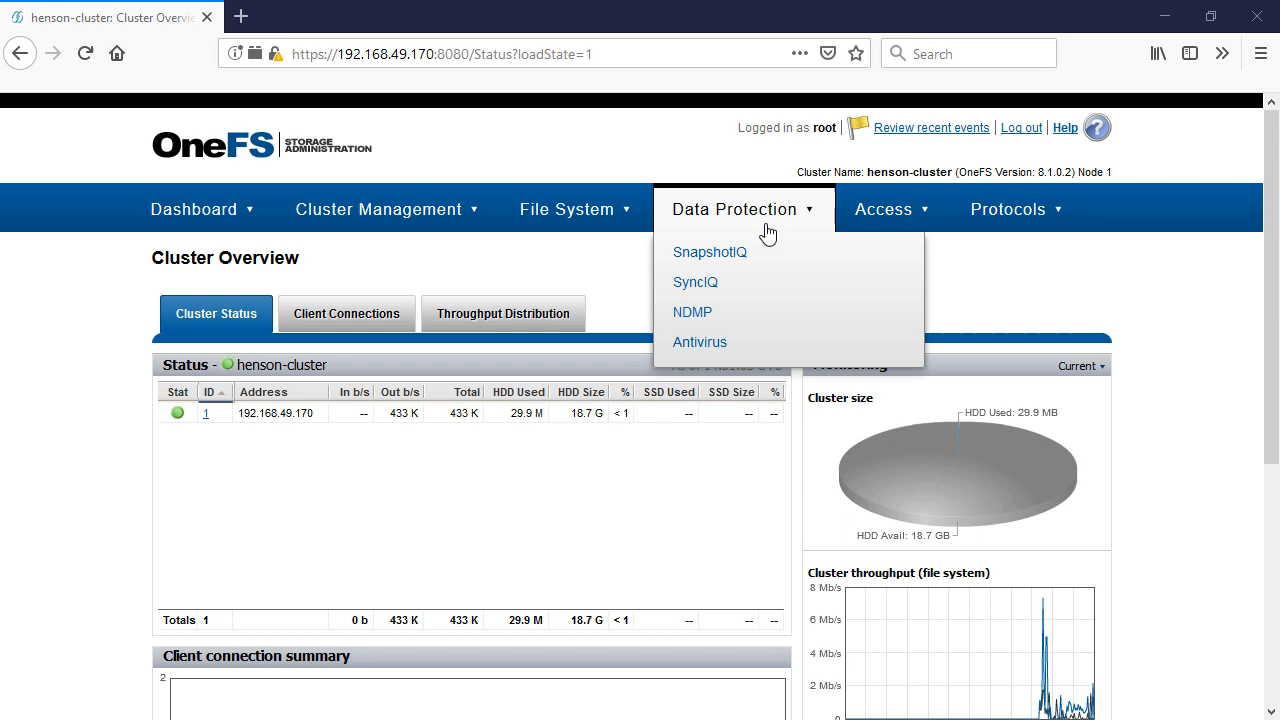 henson-cluster: Cluster Overvie
https://192.168.49.170:8080/Status?loadState=1
Search
OneFS STORAGE ADMINISTRATION
Logged in as root Review recent events Log out Help
Cluster Name: henson-cluster (OneFS Version: 8.1.0.2) Node 1
Dashboard Cluster Management File System Data Protection Access Protocols
SnapshotIQ
SyncIQ
NDMP
Antivirus
Cluster Overview
Cluster Status Client Connections Throughput Distribution
Status - henson-cluster
Stat ID Address In b/s Out b/s Total HDD Used HDD Size % SSD Used SSD Size %
1 192.168.49.170 -- 433 K 433 K 29.9 M 18.7 G < 1 -- -- --
Totals 1 0 b 433 K 433 K 29.9 M 18.7 G < 1 -- -- --
Client connection summary
2
Monitoring Current
Cluster size
HDD Used: 29.9 MB
HDD Avail: 18.7 GB
Cluster throughput (file system)
8 Mb/s
6 Mb/s
4 Mb/s
2 Mb/s
0